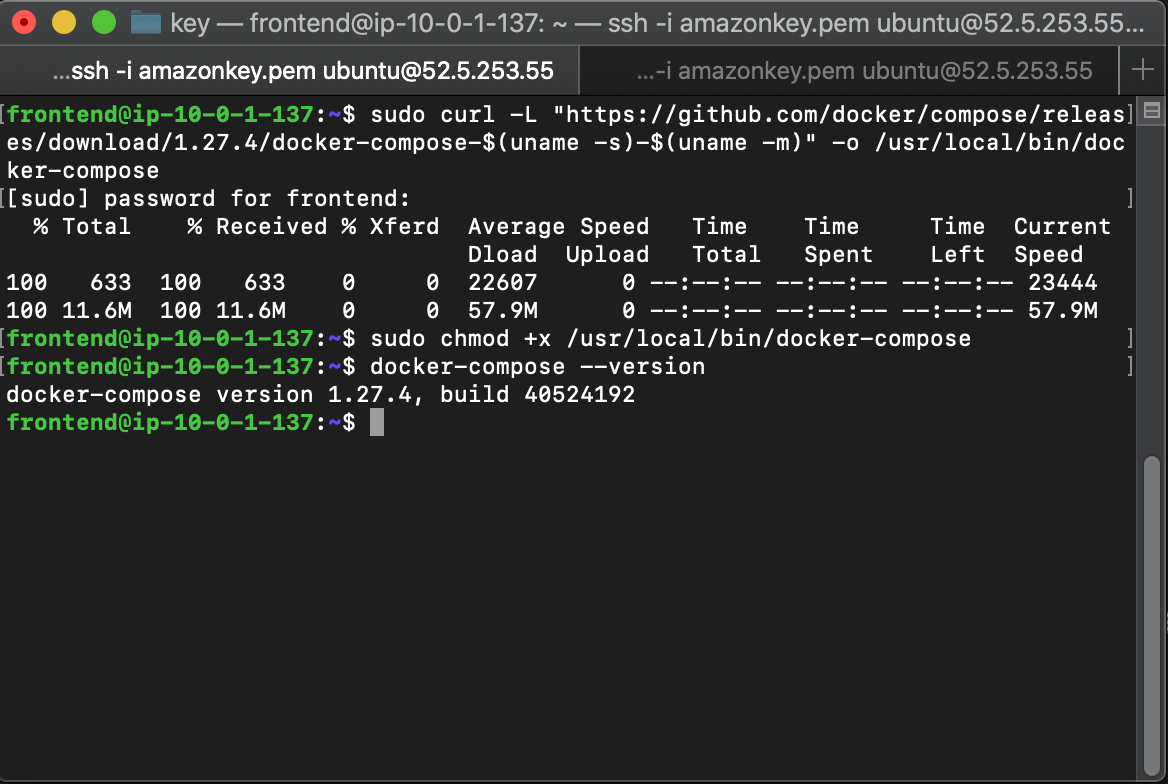 key — frontend@ip-10-0-1-137: ~ — ssh -i amazonkey.pem ubuntu@52.5.253.55...
...ssh -i amazonkey.pem ubuntu@52.5.253.55
...-i amazonkey.pem ubuntu@52.5.253.55
[frontend@ip-10-0-1-137:~$ sudo curl -L "https://github.com/docker/compose/releas]
es/download/1.27.4/docker-compose-$(uname -s)-$(uname -m)" -o /usr/local/bin/doc
ker-compose
[[sudo] password for frontend: ]
% Total % Received % Xferd Average Speed Time Time Time Current
Dload Upload Total Spent Left Speed
100 633 100 633 0 0 22607 0 --:--:-- --:--:-- --:--:-- 23444
100 11.6M 100 11.6M 0 0 57.9M 0 --:--:-- --:--:-- --:--:-- 57.9M
[frontend@ip-10-0-1-137:~$ sudo chmod +x /usr/local/bin/docker-compose ]
[frontend@ip-10-0-1-137:~$ docker-compose --version ]
docker-compose version 1.27.4, build 40524192
frontend@ip-10-0-1-137:~$